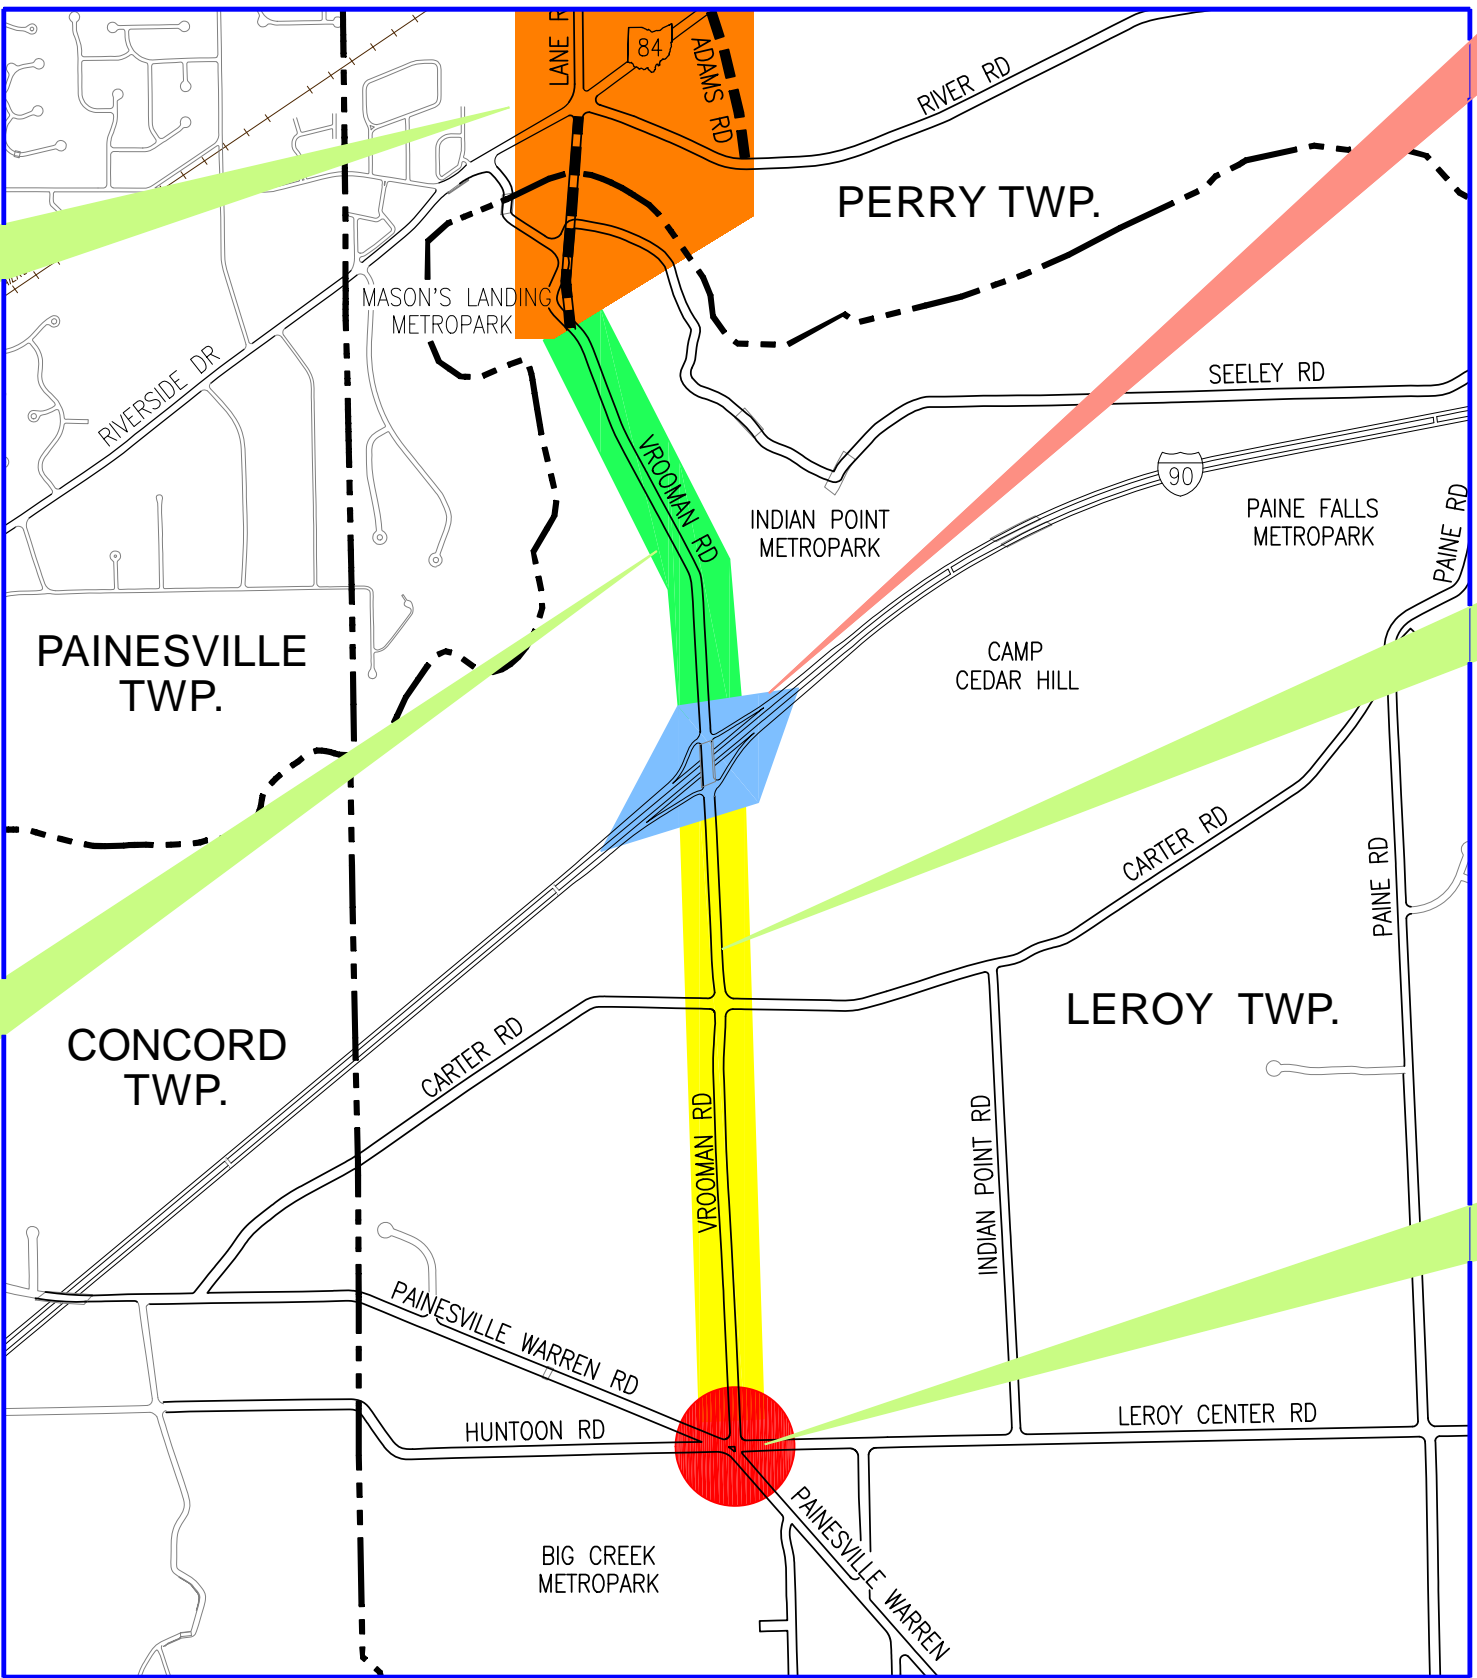 LANE R
84
ADAMS RD
RIVER RD
PERRY TWP.
MASON'S LANDING
METROPARK
RIVERSIDE DR
SEELEY RD
VROOMAN RD
90
INDIAN POINT
METROPARK
PAINE FALLS
METROPARK
PAINE RD
PAINESVILLE
TWP.
CAMP
CEDAR HILL
CARTER RD
PAINE RD
LEROY TWP.
CONCORD
TWP.
CARTER RD
VROOMAN RD
INDIAN POINT RD
PAINESVILLE WARREN RD
HUNTOON RD
LEROY CENTER RD
PAINESVILLE WARREN
BIG CREEK
METROPARK